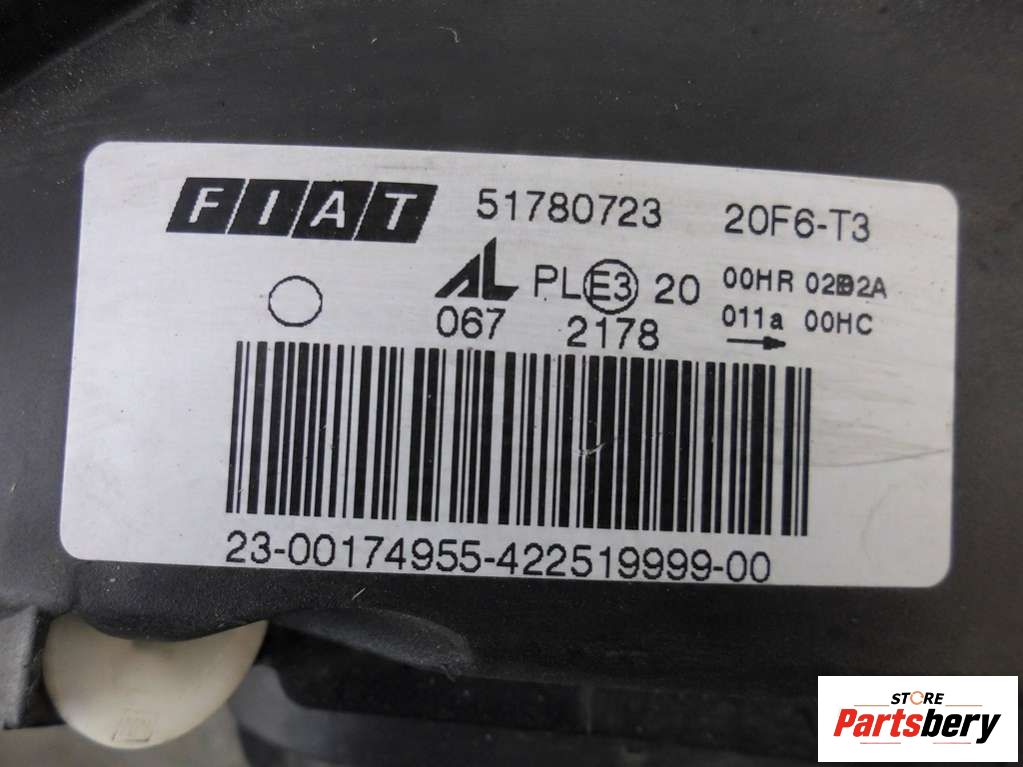 FIAT 51780723 20F6-T3
AL PL E3 20 00HR 02B2A
067 2178 011a 00HC
23-00174955-422519999-00
STORE
Partsbery